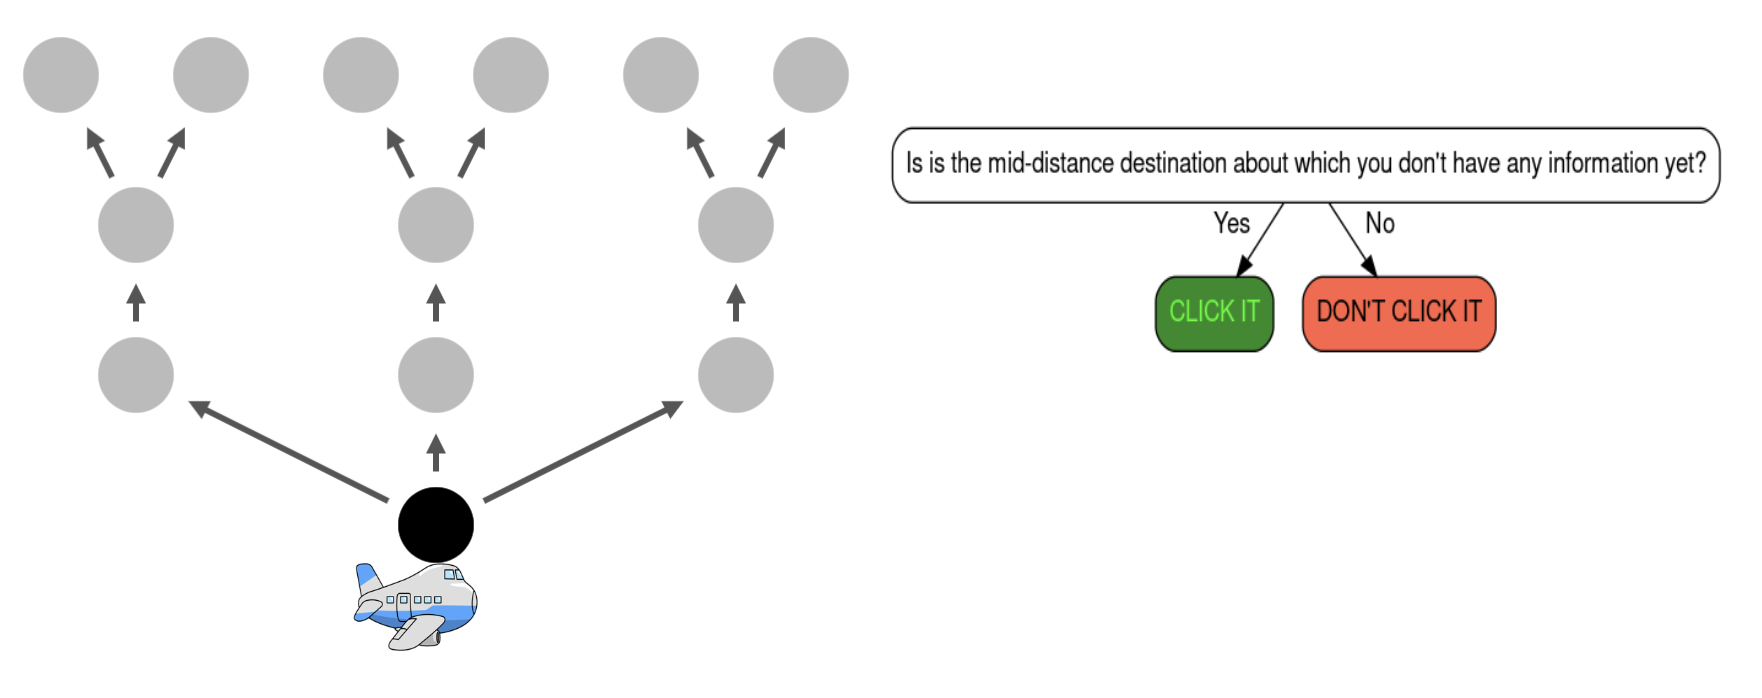 Is is the mid-distance destination about which you don't have any information yet?
Yes
No
CLICK IT
DON'T CLICK IT